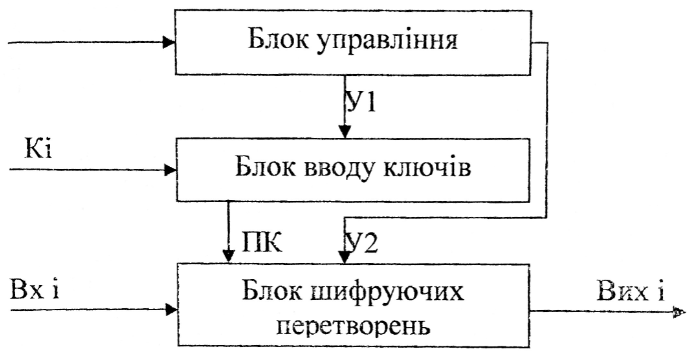 Блок управління
У1
Кі
Блок вводу ключів
ПК
У2
Вх і
Блок шифруючих
перетворень
Вих і